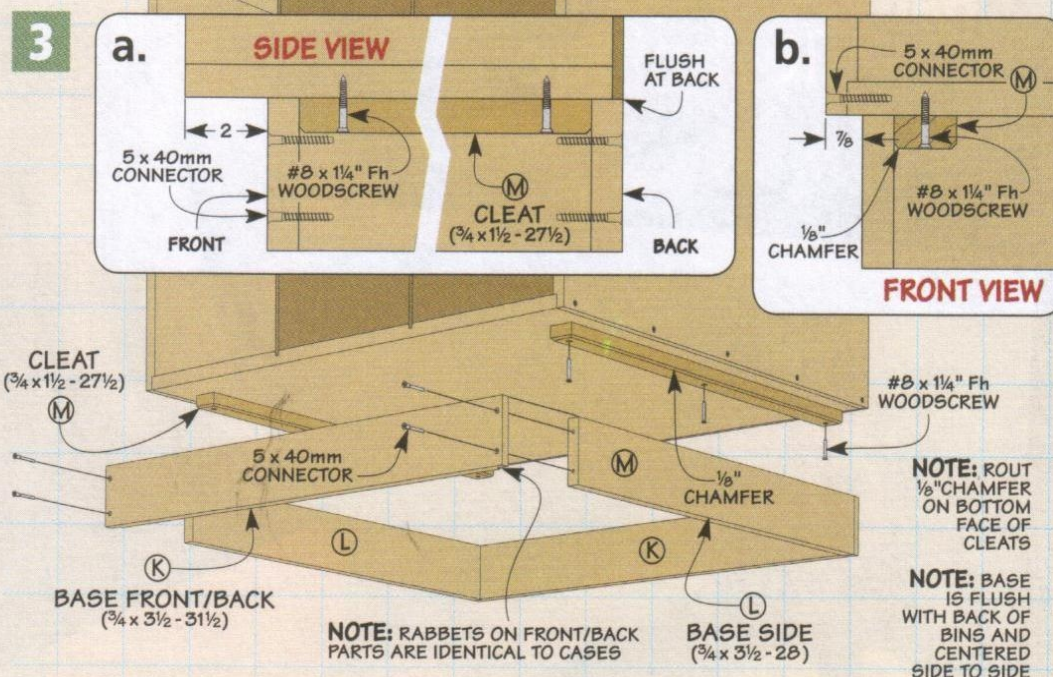 3
a.
SIDE VIEW
FLUSH
AT BACK
2
5 x 40mm
CONNECTOR
#8 x 1¼" Fh
WOODSCREW
M
CLEAT
(¾ x 1½ - 27½)
FRONT
BACK
b.
5 x 40mm
CONNECTOR
M
⅞
#8 x 1¼" Fh
WOODSCREW
⅛"
CHAMFER
FRONT VIEW
CLEAT
(¾ x 1½ - 27½)
M
5 x 40mm
CONNECTOR
M
⅛"
CHAMFER
#8 x 1¼" Fh
WOODSCREW
L
K
K
BASE FRONT/BACK
(¾ x 3½ - 31½)
NOTE: RABBETS ON FRONT/BACK
PARTS ARE IDENTICAL TO CASES
L
BASE SIDE
(¾ x 3½ - 28)
NOTE: ROUT
⅛" CHAMFER
ON BOTTOM
FACE OF
CLEATS
NOTE: BASE
IS FLUSH
WITH BACK OF
BINS AND
CENTERED
SIDE TO SIDE